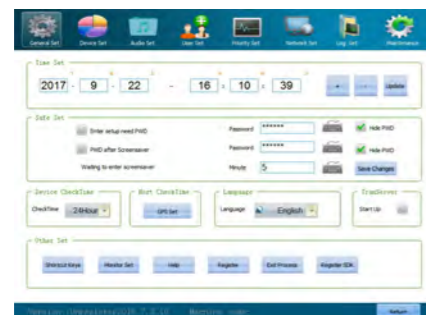 General Set Device Set Audio Set User Set Priority Set Network Set Log Set Maintenance
Time Set
2017 - 9 - 22 - 16 : 10 : 39 + - Update
Safe Set
Enter setup need PWD Password ****** Hide PWD
PWD after Screensaver Password ****** Hide PWD
Waiting to enter screensaver Minute 5 Save Changes
Device CheckTime Host CheckTime Language TransServer
CheckTime 24Hour GPS Set Language English Start Up
Other Set
Shortcut Keys Monitor Set Help Register Exit Process Register SDK
Return